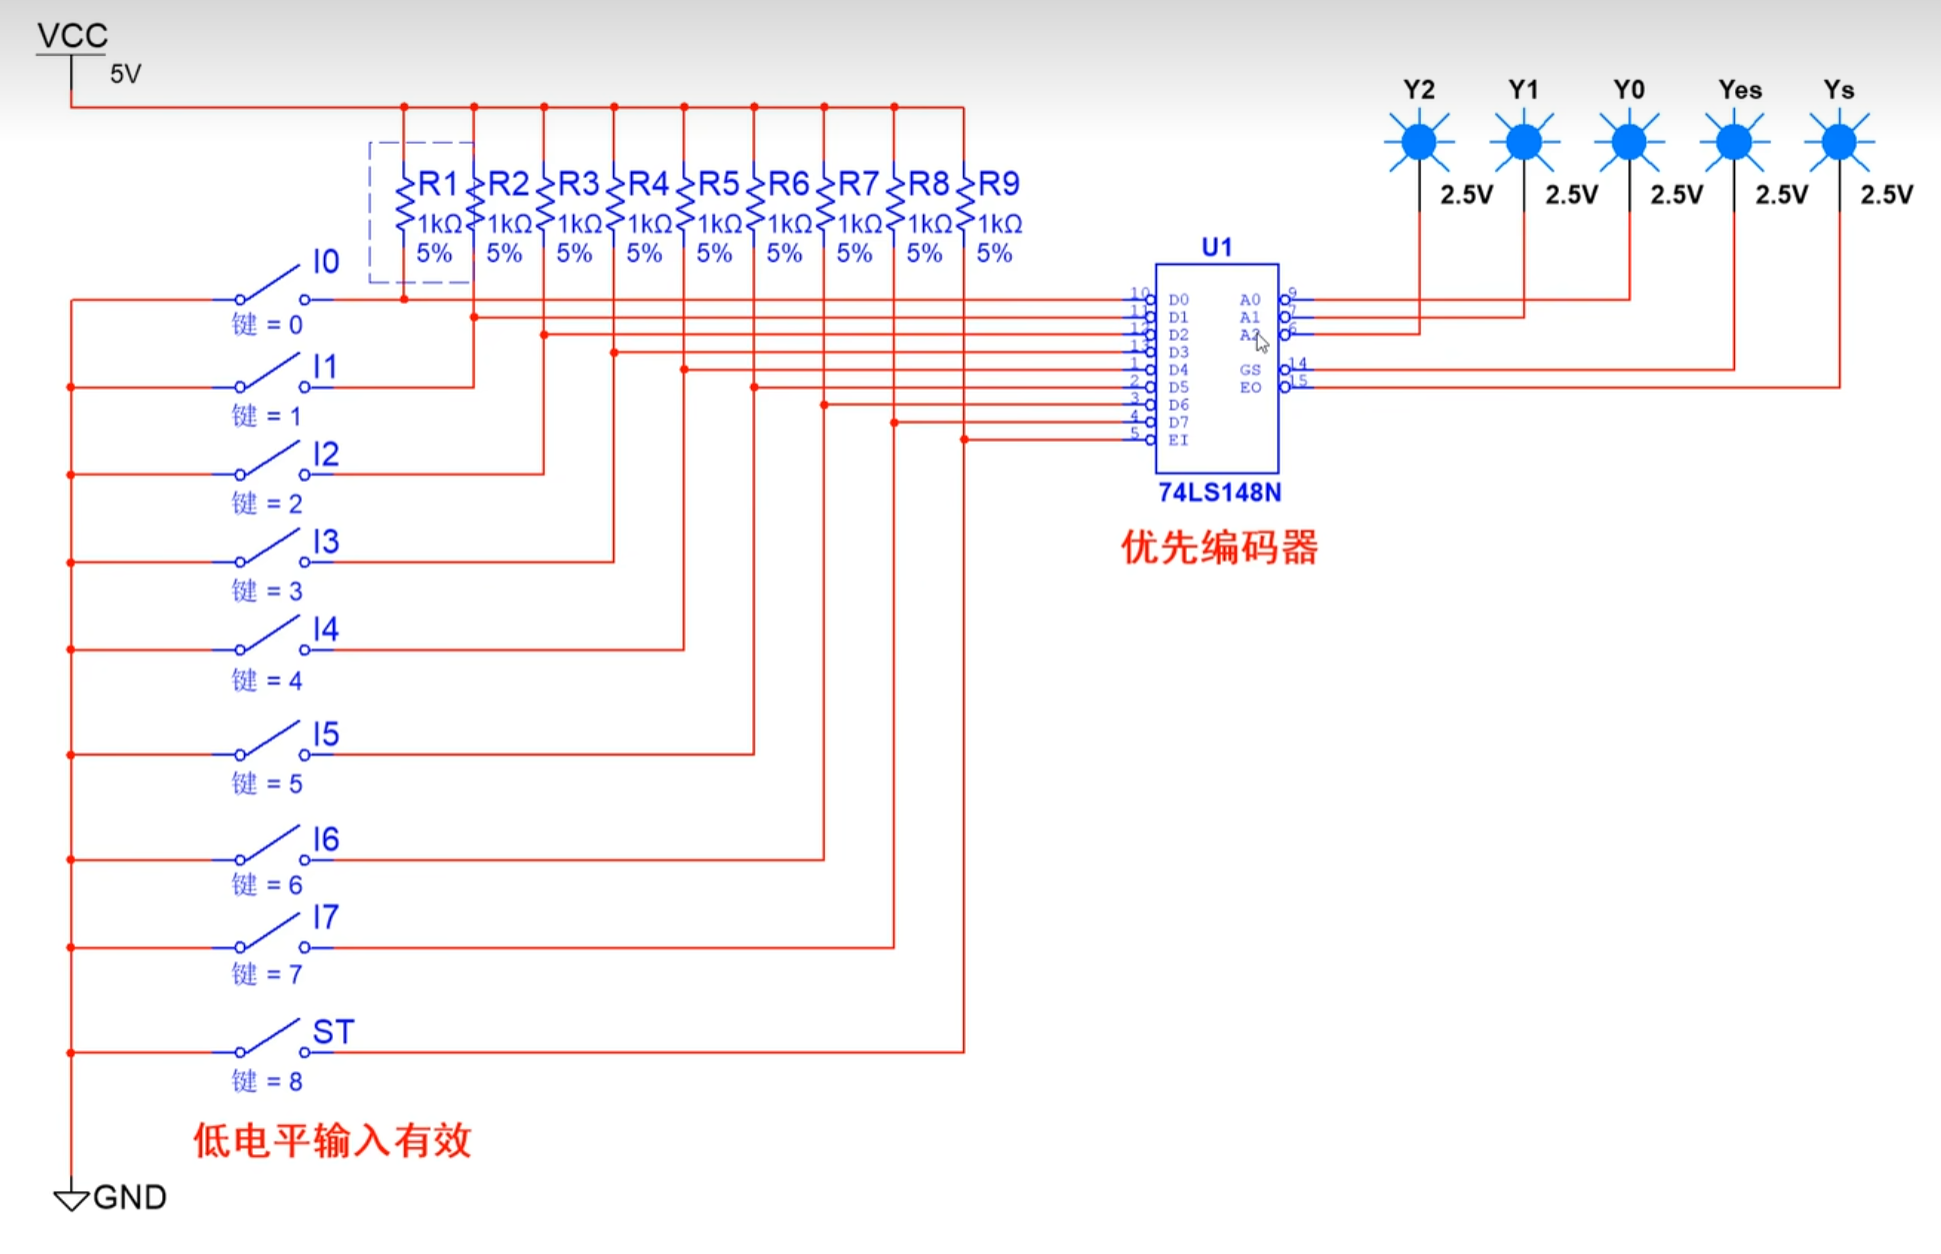 VCC
5V
Y2 Y1 Y0 Yes Ys
2.5V 2.5V 2.5V 2.5V 2.5V
R1 R2 R3 R4 R5 R6 R7 R8 R9
1kΩ 1kΩ 1kΩ 1kΩ 1kΩ 1kΩ 1kΩ 1kΩ 1kΩ
5% 5% 5% 5% 5% 5% 5% 5% 5%
I0
键 = 0
I1
键 = 1
I2
键 = 2
I3
键 = 3
I4
键 = 4
I5
键 = 5
I6
键 = 6
I7
键 = 7
ST
键 = 8
低电平输入有效
GND
U1
10 D0 A0 9
11 D1 A1 7
12 D2 A2 6
13 D3
1 D4 GS 14
2 D5 EO 15
3 D6
4 D7
5 EI
74LS148N
优先编码器